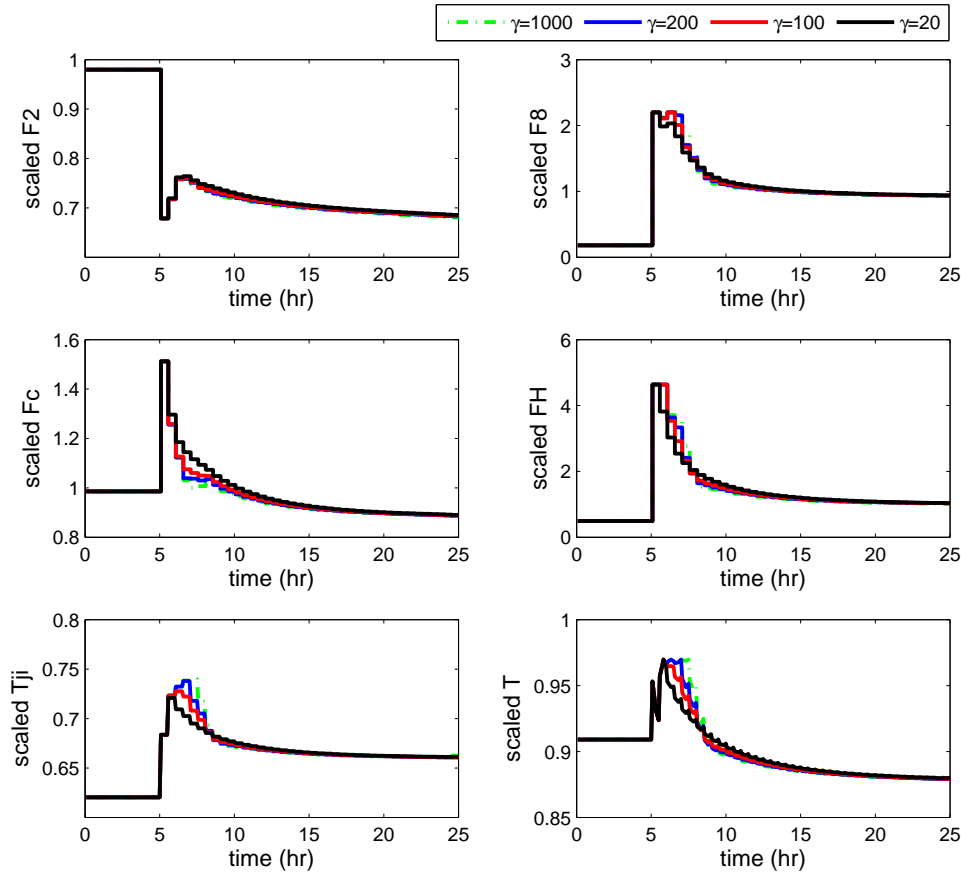 γ=1000 γ=200 γ=100 γ=20
1
0.9
0.8
0.7
scaled F2
0 5 10 15 20 25
time (hr)
3
2
1
0
scaled F8
0 5 10 15 20 25
time (hr)
1.6
1.4
1.2
1
0.8
scaled Fc
0 5 10 15 20 25
time (hr)
6
4
2
0
scaled FH
0 5 10 15 20 25
time (hr)
0.8
0.75
0.7
0.65
scaled Tji
0 5 10 15 20 25
time (hr)
1
0.95
0.90
0.85
scaled T
0 5 10 15 20 25
time (hr)